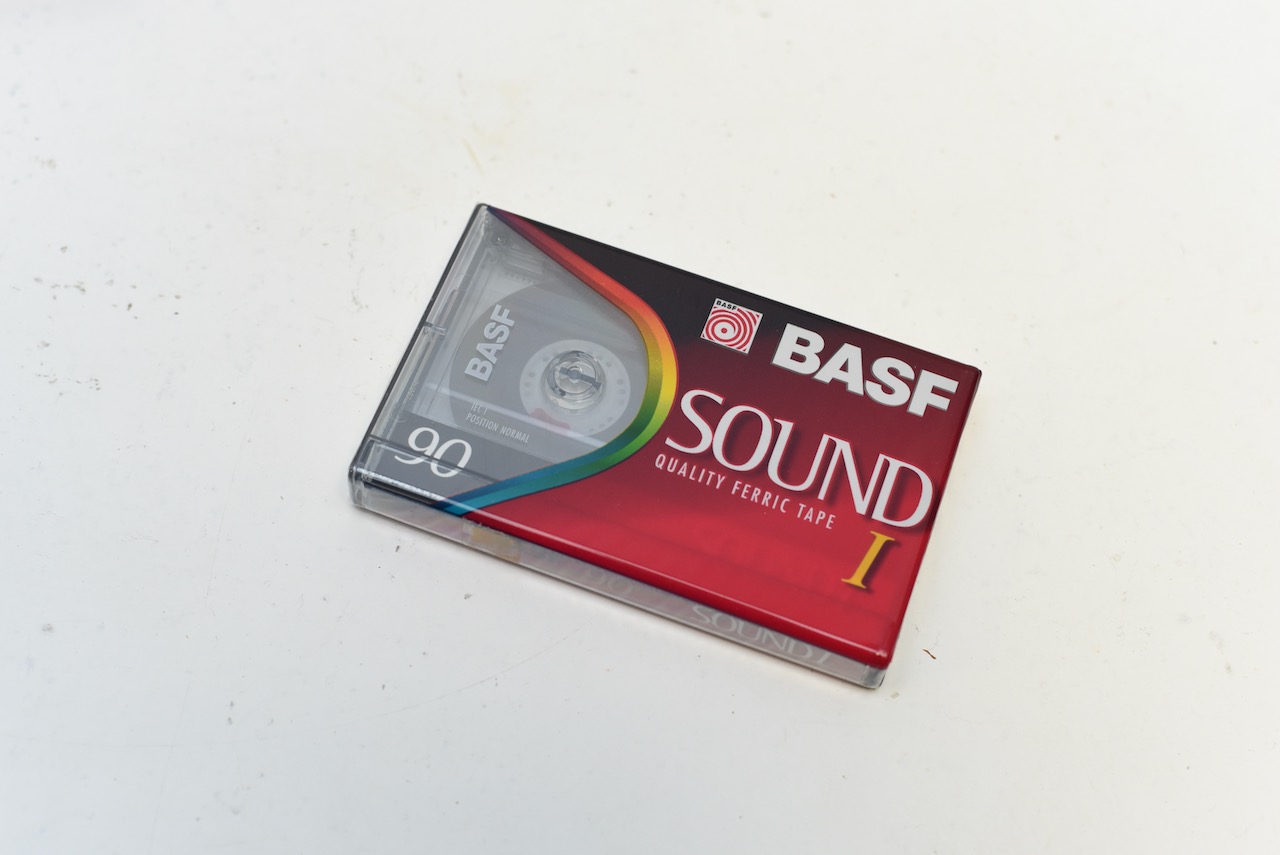 BASF
BASF
SOUND
QUALITY FERRIC TAPE
I
BASF
IEC I
POSITION NORMAL
90
SOUND I